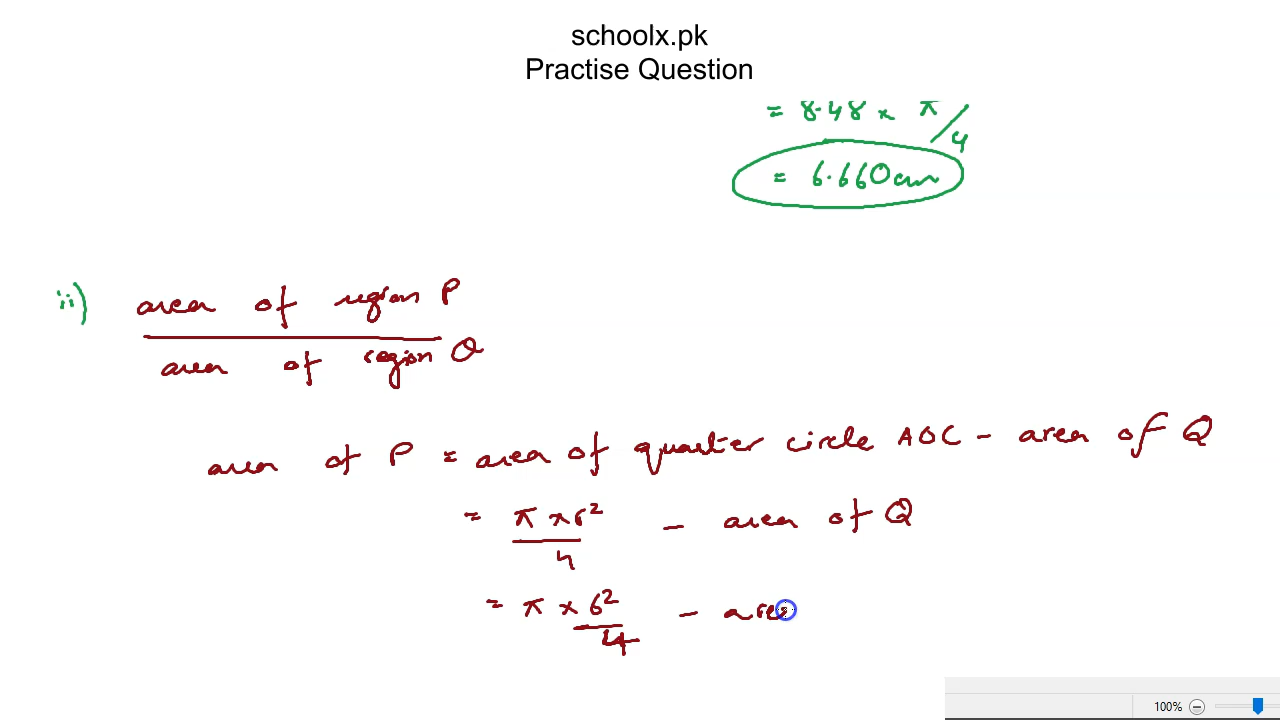 schoolx.pk
Practise Question
= 8.48 x π/4
= 6.660cm
ii) area of region P
area of region Q
area of P = area of quarter circle AOC - area of Q
= π x 6² - area of Q
4
= π x 6² - area
4
100%